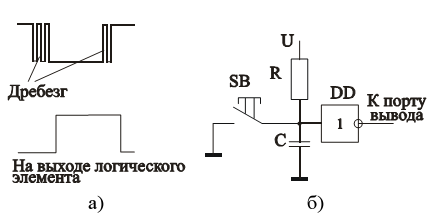 Дребезг
На выходе логического
элемента
а)
U
R
SB
DD
1
C
К порту
вывода
б)